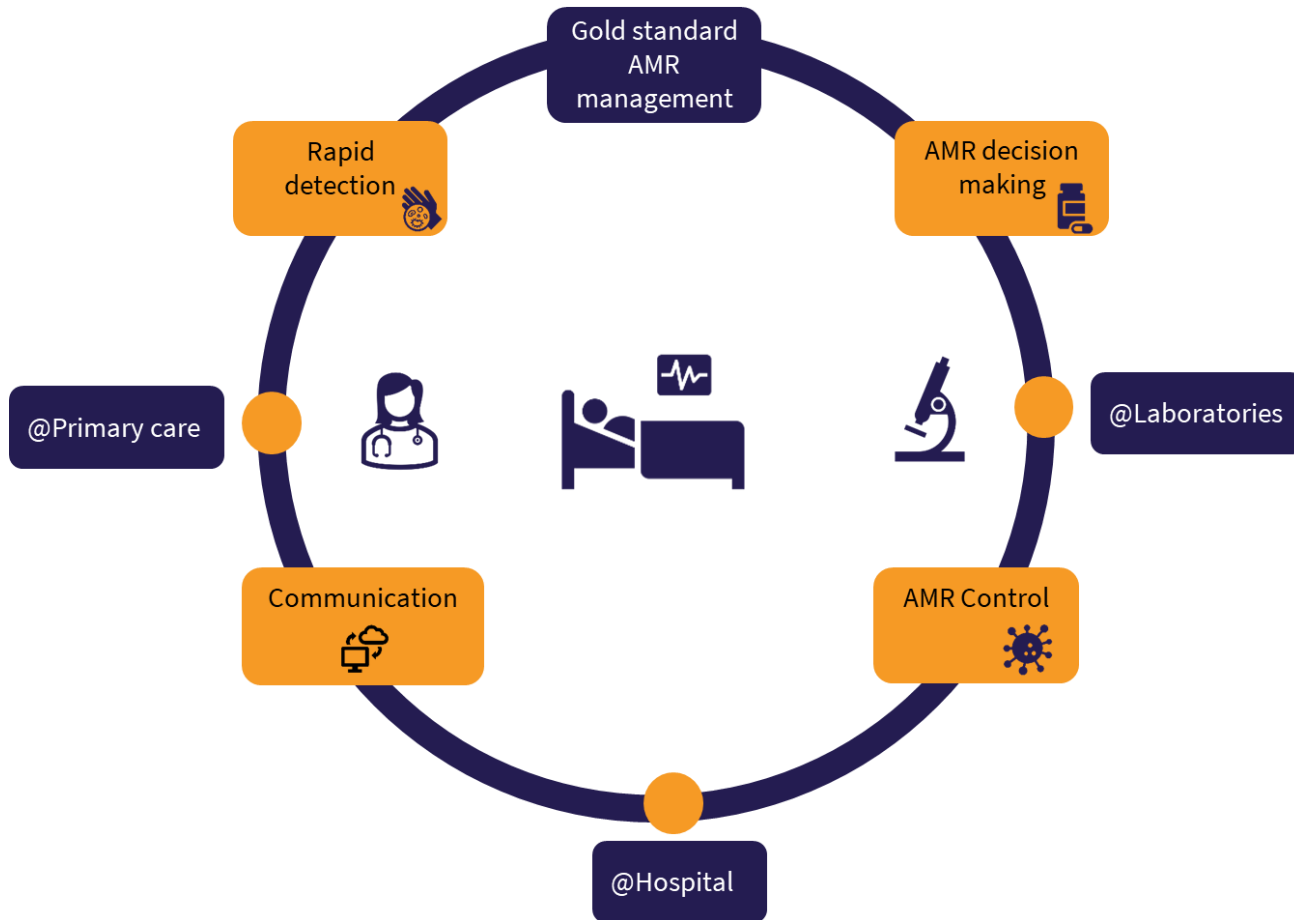 Gold standard
AMR
management
Rapid
detection
AMR decision
making
@Primary care
@Laboratories
Communication
AMR Control
@Hospital